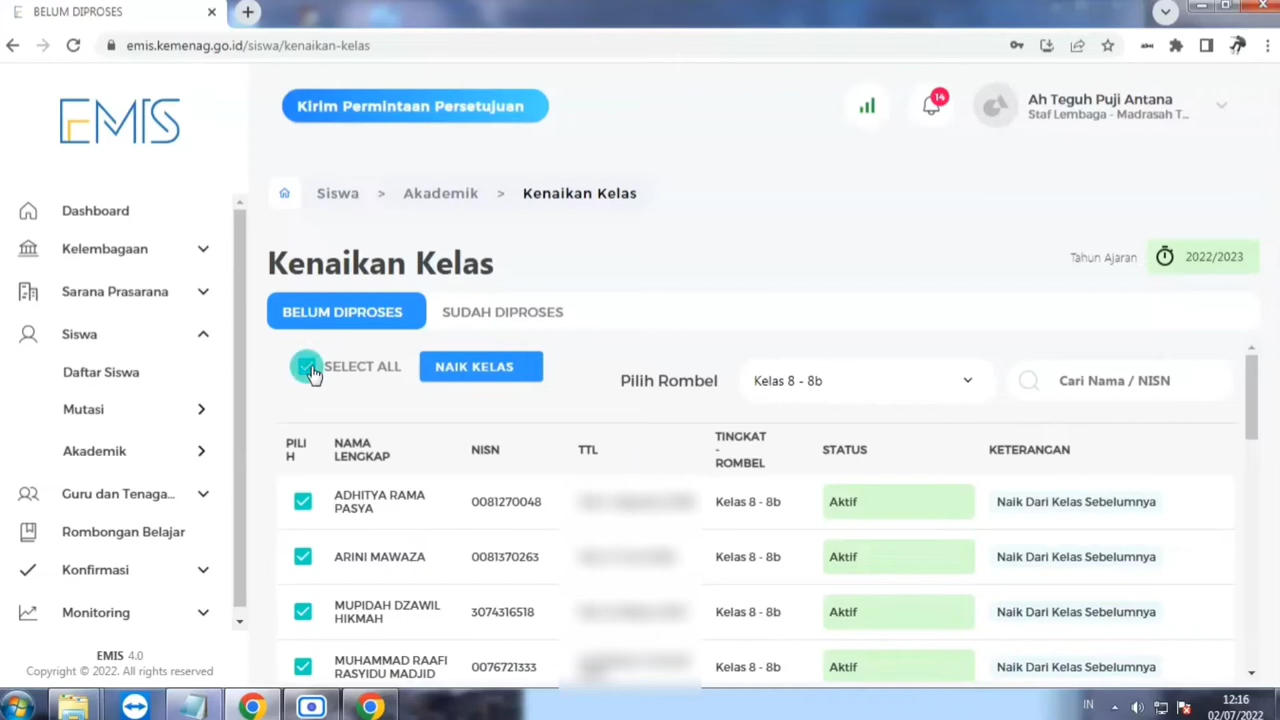 BELUM DIPROSES
emis.kemenag.go.id/siswa/kenaikan-kelas
EMIS
Kirim Permintaan Persetujuan
14
Ah Teguh Puji Antana
Staf Lembaga - Madrasah T...
Siswa > Akademik > Kenaikan Kelas
Dashboard
Kelembagaan
Sarana Prasarana
Siswa
Daftar Siswa
Mutasi
Akademik
Guru dan Tenaga...
Rombongan Belajar
Konfirmasi
Monitoring
EMIS 4.0
Copyright © 2022. All rights reserved
Kenaikan Kelas
Tahun Ajaran 2022/2023
BELUM DIPROSES SUDAH DIPROSES
SELECT ALL NAIK KELAS Pilih Rombel Kelas 8 - 8b Cari Nama / NISN
PILI
H
NAMA
LENGKAP
NISN
TTL
TINGKAT
-
ROMBEL
STATUS
KETERANGAN
ADHITYA RAMA
PASYA
0081270048
Kelas 8 - 8b
Aktif
Naik Dari Kelas Sebelumnya
ARINI MAWAZA
0081370263
Kelas 8 - 8b
Aktif
Naik Dari Kelas Sebelumnya
MUPIDAH DZAWIL
HIKMAH
3074316518
Kelas 8 - 8b
Aktif
Naik Dari Kelas Sebelumnya
MUHAMMAD RAAFI
RASYIDU MADJID
0076721333
Kelas 8 - 8b
Aktif
Naik Dari Kelas Sebelumnya
IN
12:16
02/07/2022